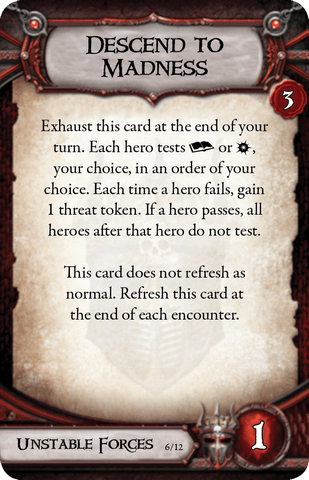 Descend to
Madness
3
Exhaust this card at the end of your
turn. Each hero tests or ,
your choice, in an order of your
choice. Each time a hero fails, gain
1 threat token. If a hero passes, all
heroes after that hero do not test.
This card does not refresh as
normal. Refresh this card at
the end of each encounter.
Unstable Forces 6/12
1